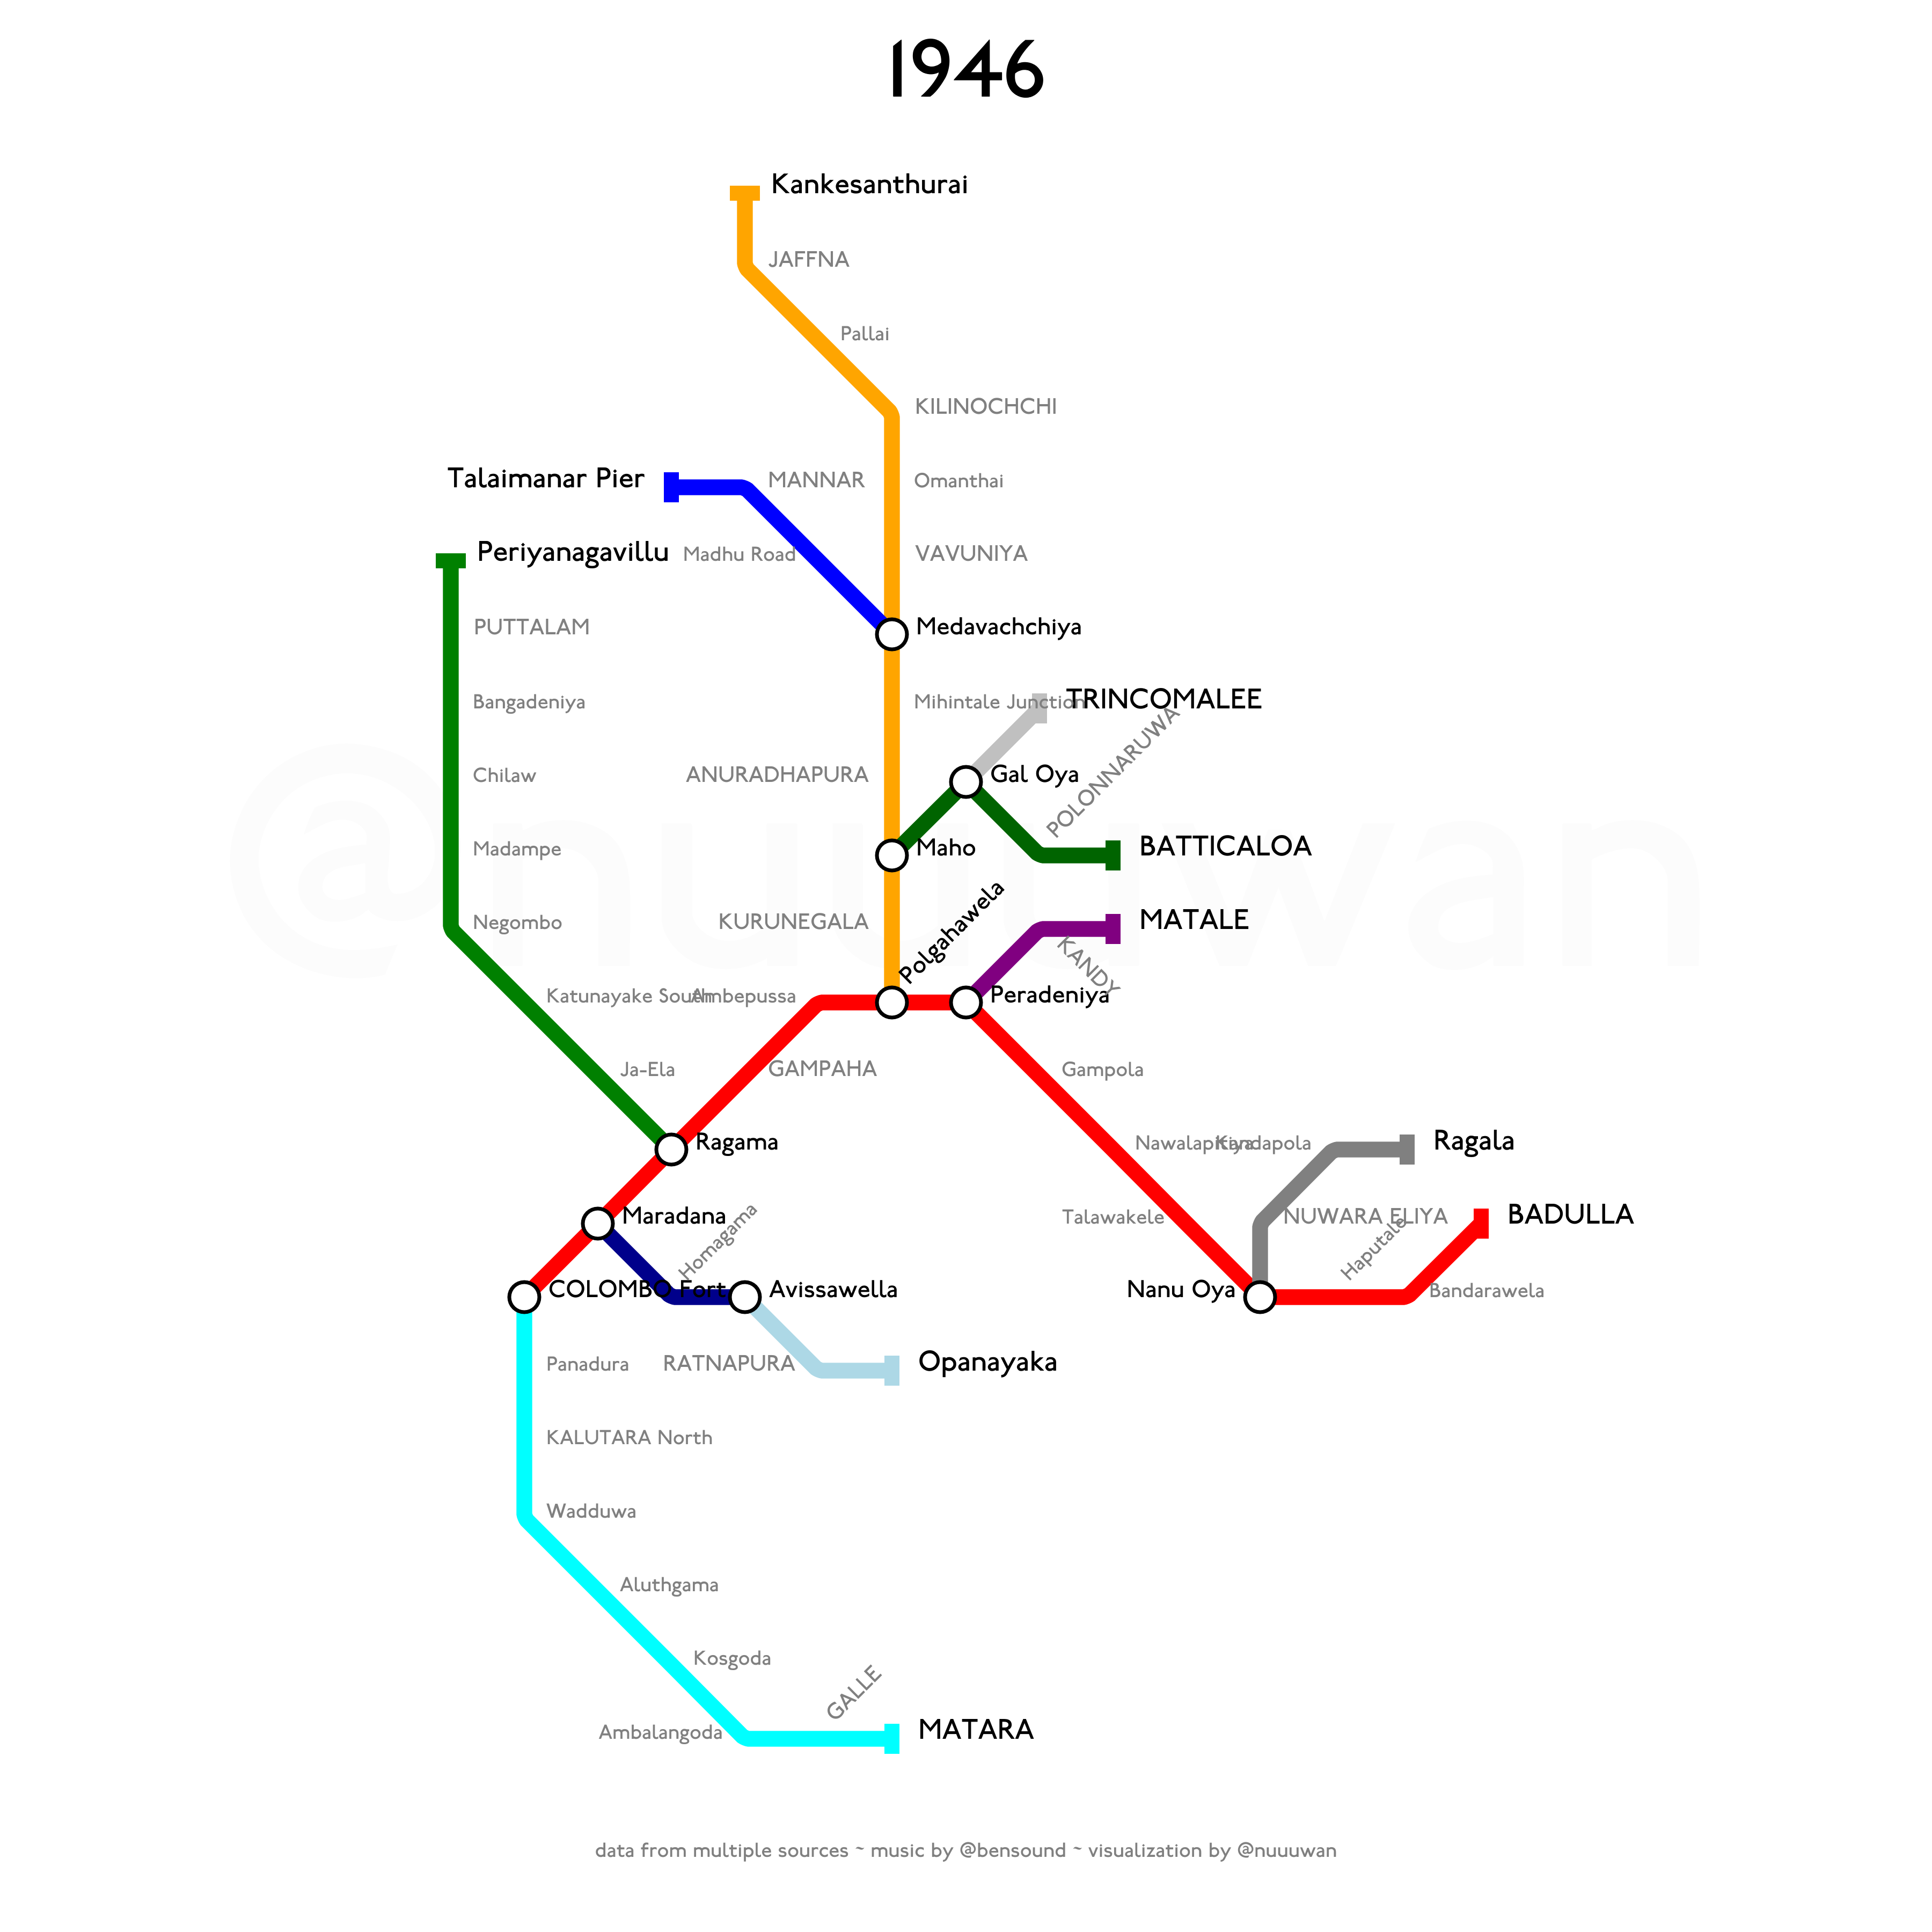 1946
Kankesanthurai
JAFFNA
Pallai
KILINOCHCHI
Talaimanar Pier
MANNAR
Omanthai
Periyanagavillu
Madhu Road
VAVUNIYA
PUTTALAM
Medavachchiya
Bangadeniya
Mihintale Junction
TRINCOMALEE
POLONNARUWA
Chilaw
ANURADHAPURA
Gal Oya
Madampe
Maho
BATTICALOA
Negombo
KURUNEGALA
Polgahawela
MATALE
KANDY
Katunayake South
Ambepussa
Peradeniya
Ja-Ela
GAMPAHA
Gampola
Ragama
Nawalapitiya
Kandapola
Ragala
Maradana
Homagama
Talawakele
NUWARA ELIYA
Haputale
BADULLA
COLOMBO Fort
Avissawella
Nanu Oya
Bandarawela
Panadura
RATNAPURA
Opanayaka
KALUTARA North
Wadduwa
Aluthgama
Kosgoda
GALLE
Ambalangoda
MATARA
@nuuuwan
data from multiple sources ~ music by @bensound ~ visualization by @nuuuwan